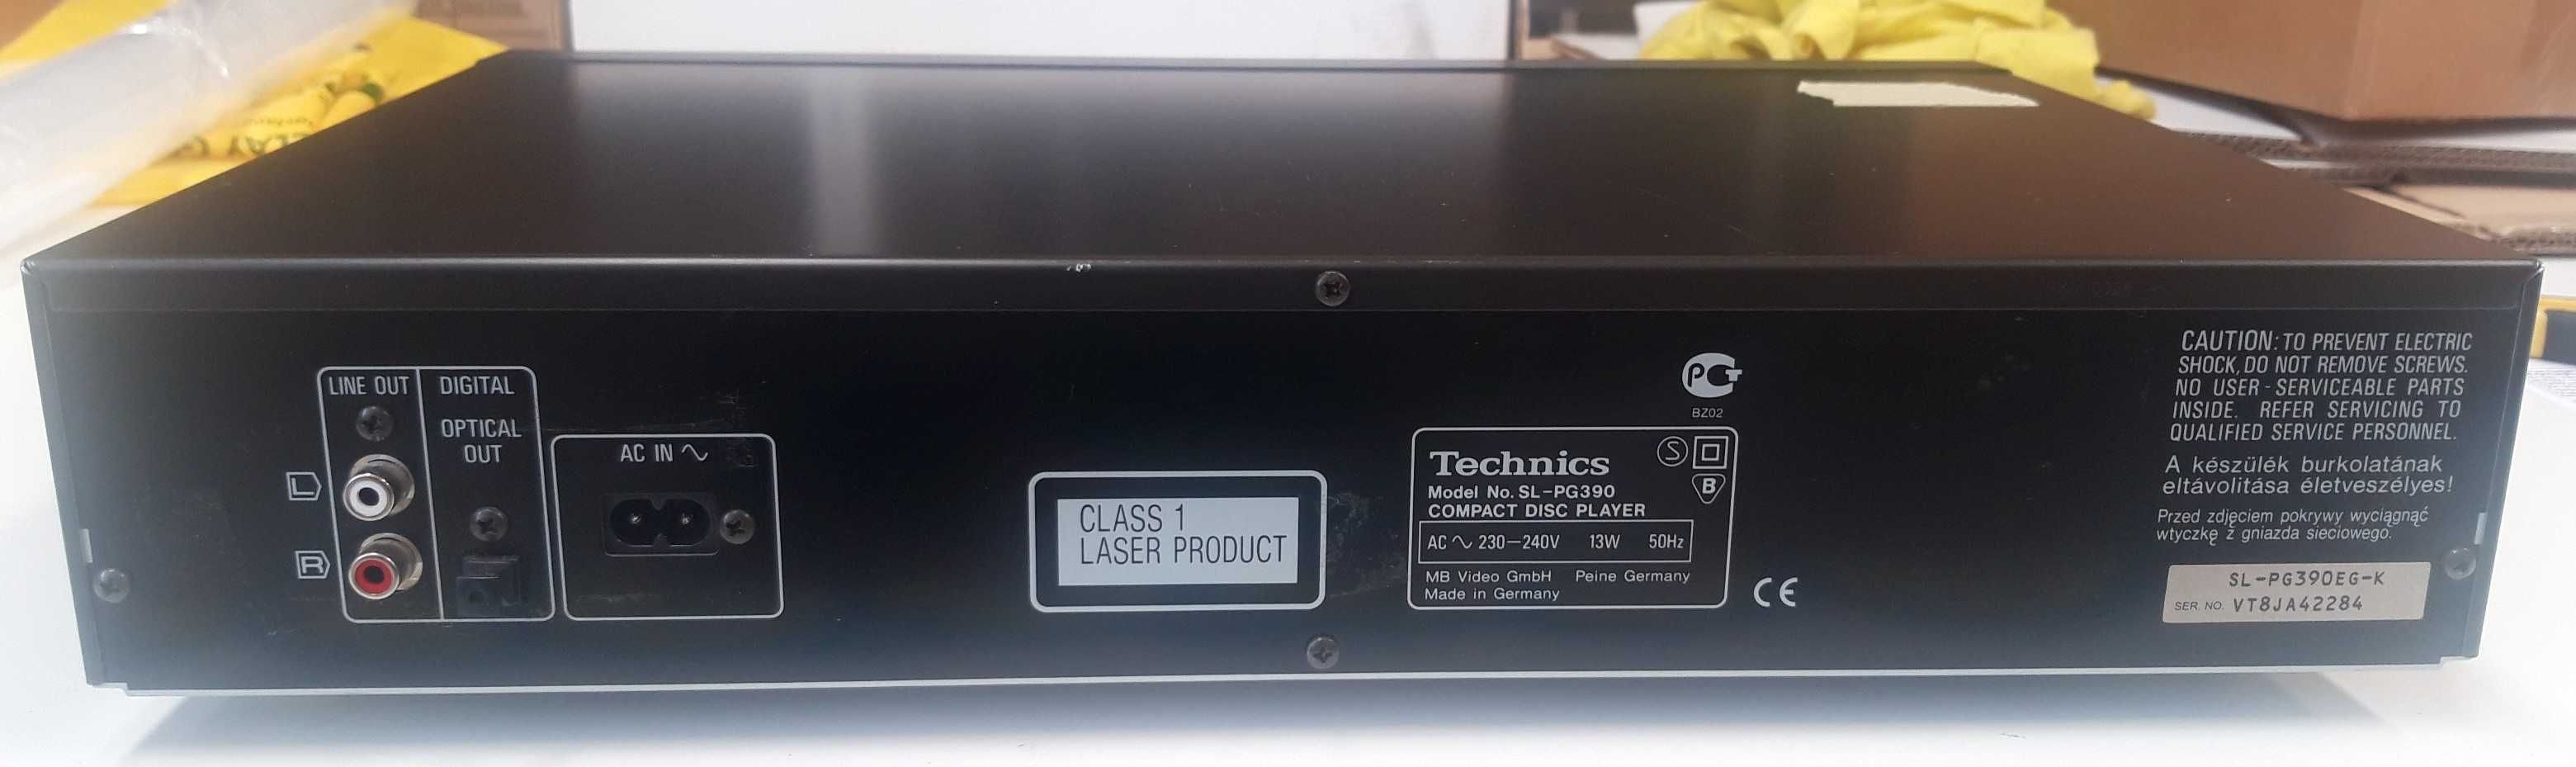 LINE OUT
DIGITAL
OPTICAL
OUT
L
R
AC IN
CLASS 1
LASER PRODUCT
PCT
BZ02
Technics
S
B
Model No. SL-PG390
COMPACT DISC PLAYER
AC ~ 230-240V 13W 50Hz
MB Video GmbH Peine Germany
Made in Germany
CE
CAUTION: TO PREVENT ELECTRIC
SHOCK, DO NOT REMOVE SCREWS.
NO USER-SERVICEABLE PARTS
INSIDE. REFER SERVICING TO
QUALIFIED SERVICE PERSONNEL.
A készülék burkolatának
eltávolitása életveszélyes!
Przed zdjęciem pokrywy wyciągnąć
wtyczkę z gniazda sieciowego.
SL-PG390EG-K
SER. NO. VT8JA42284